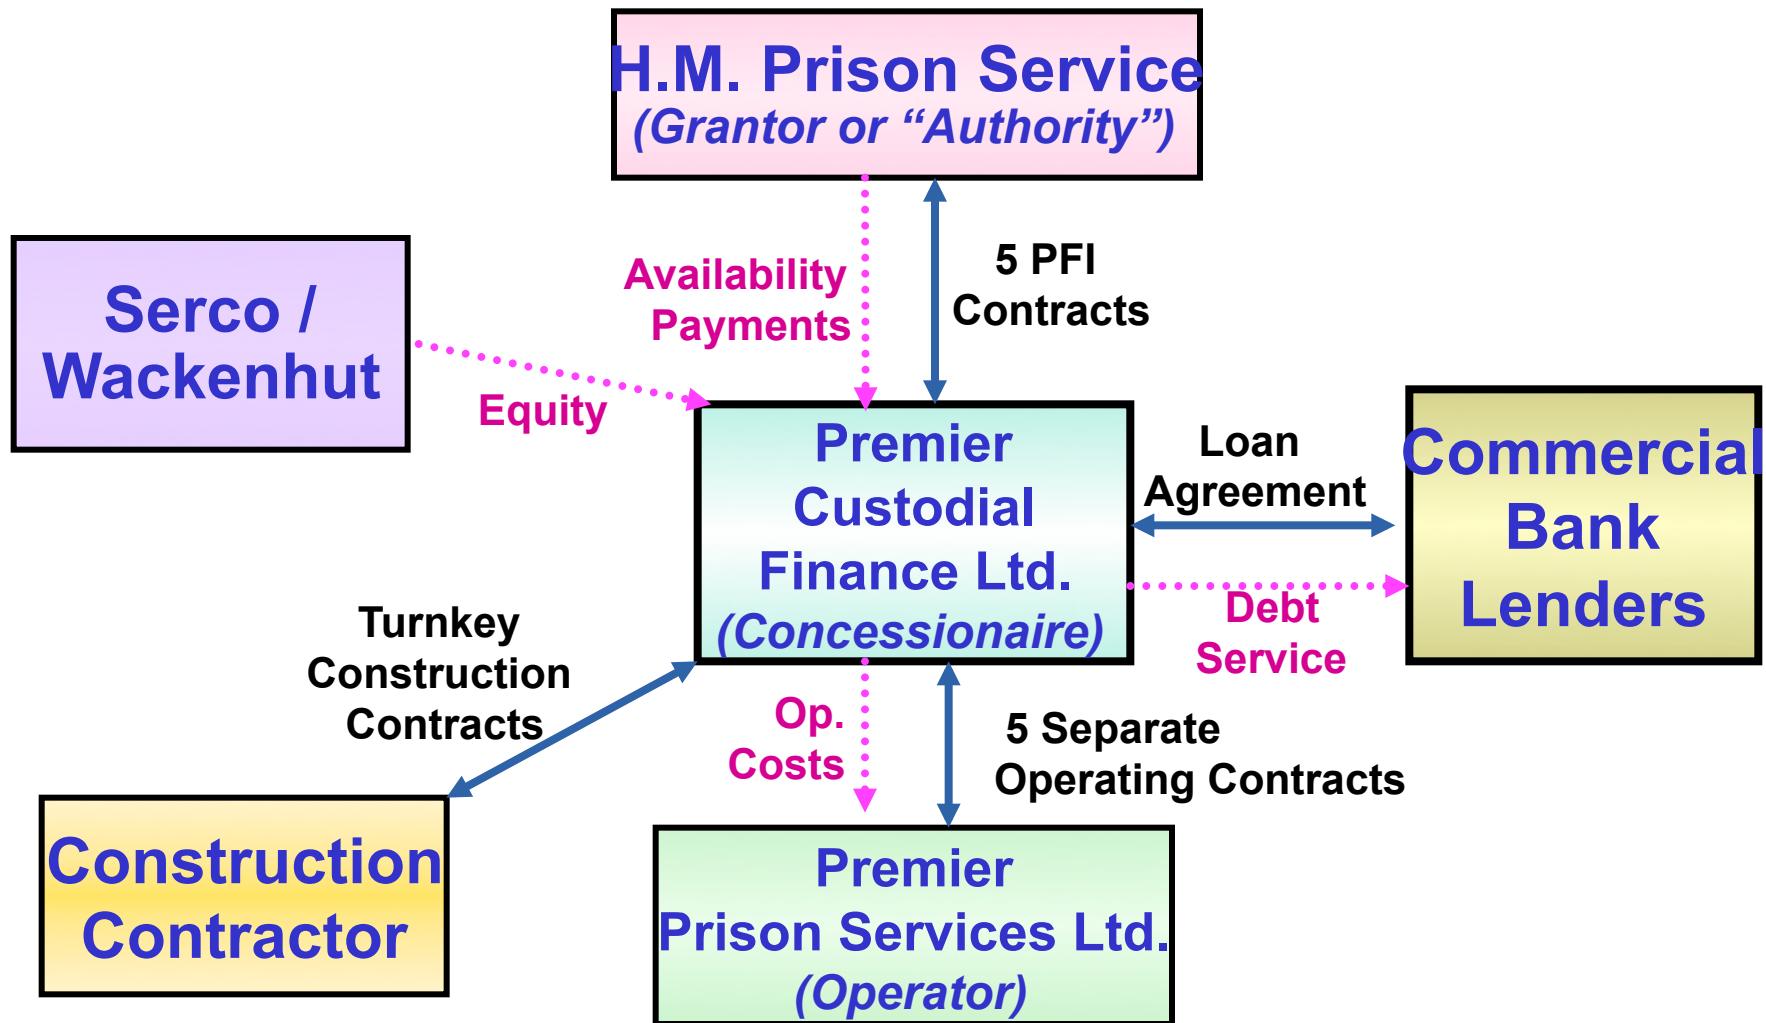 H.M. Prison Service
(Grantor or “Authority”)
Serco /
Wackenhut
Availability
Payments
5 PFI
Contracts
Equity
Premier
Custodial
Finance Ltd.
(Concessionaire)
Loan
Agreement
Commercial
Bank
Lenders
Debt
Service
Turnkey
Construction
Contracts
Op.
Costs
5 Separate
Operating Contracts
Construction
Contractor
Premier
Prison Services Ltd.
(Operator)